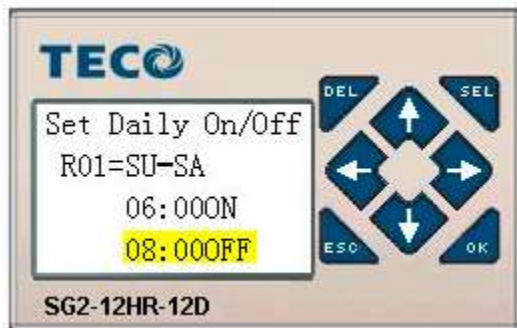 TECO
DEL
SEL
Set Daily On/Off
R01=SU-SA
06:00ON
08:00OFF
ESC
OK
SG2-12HR-12D